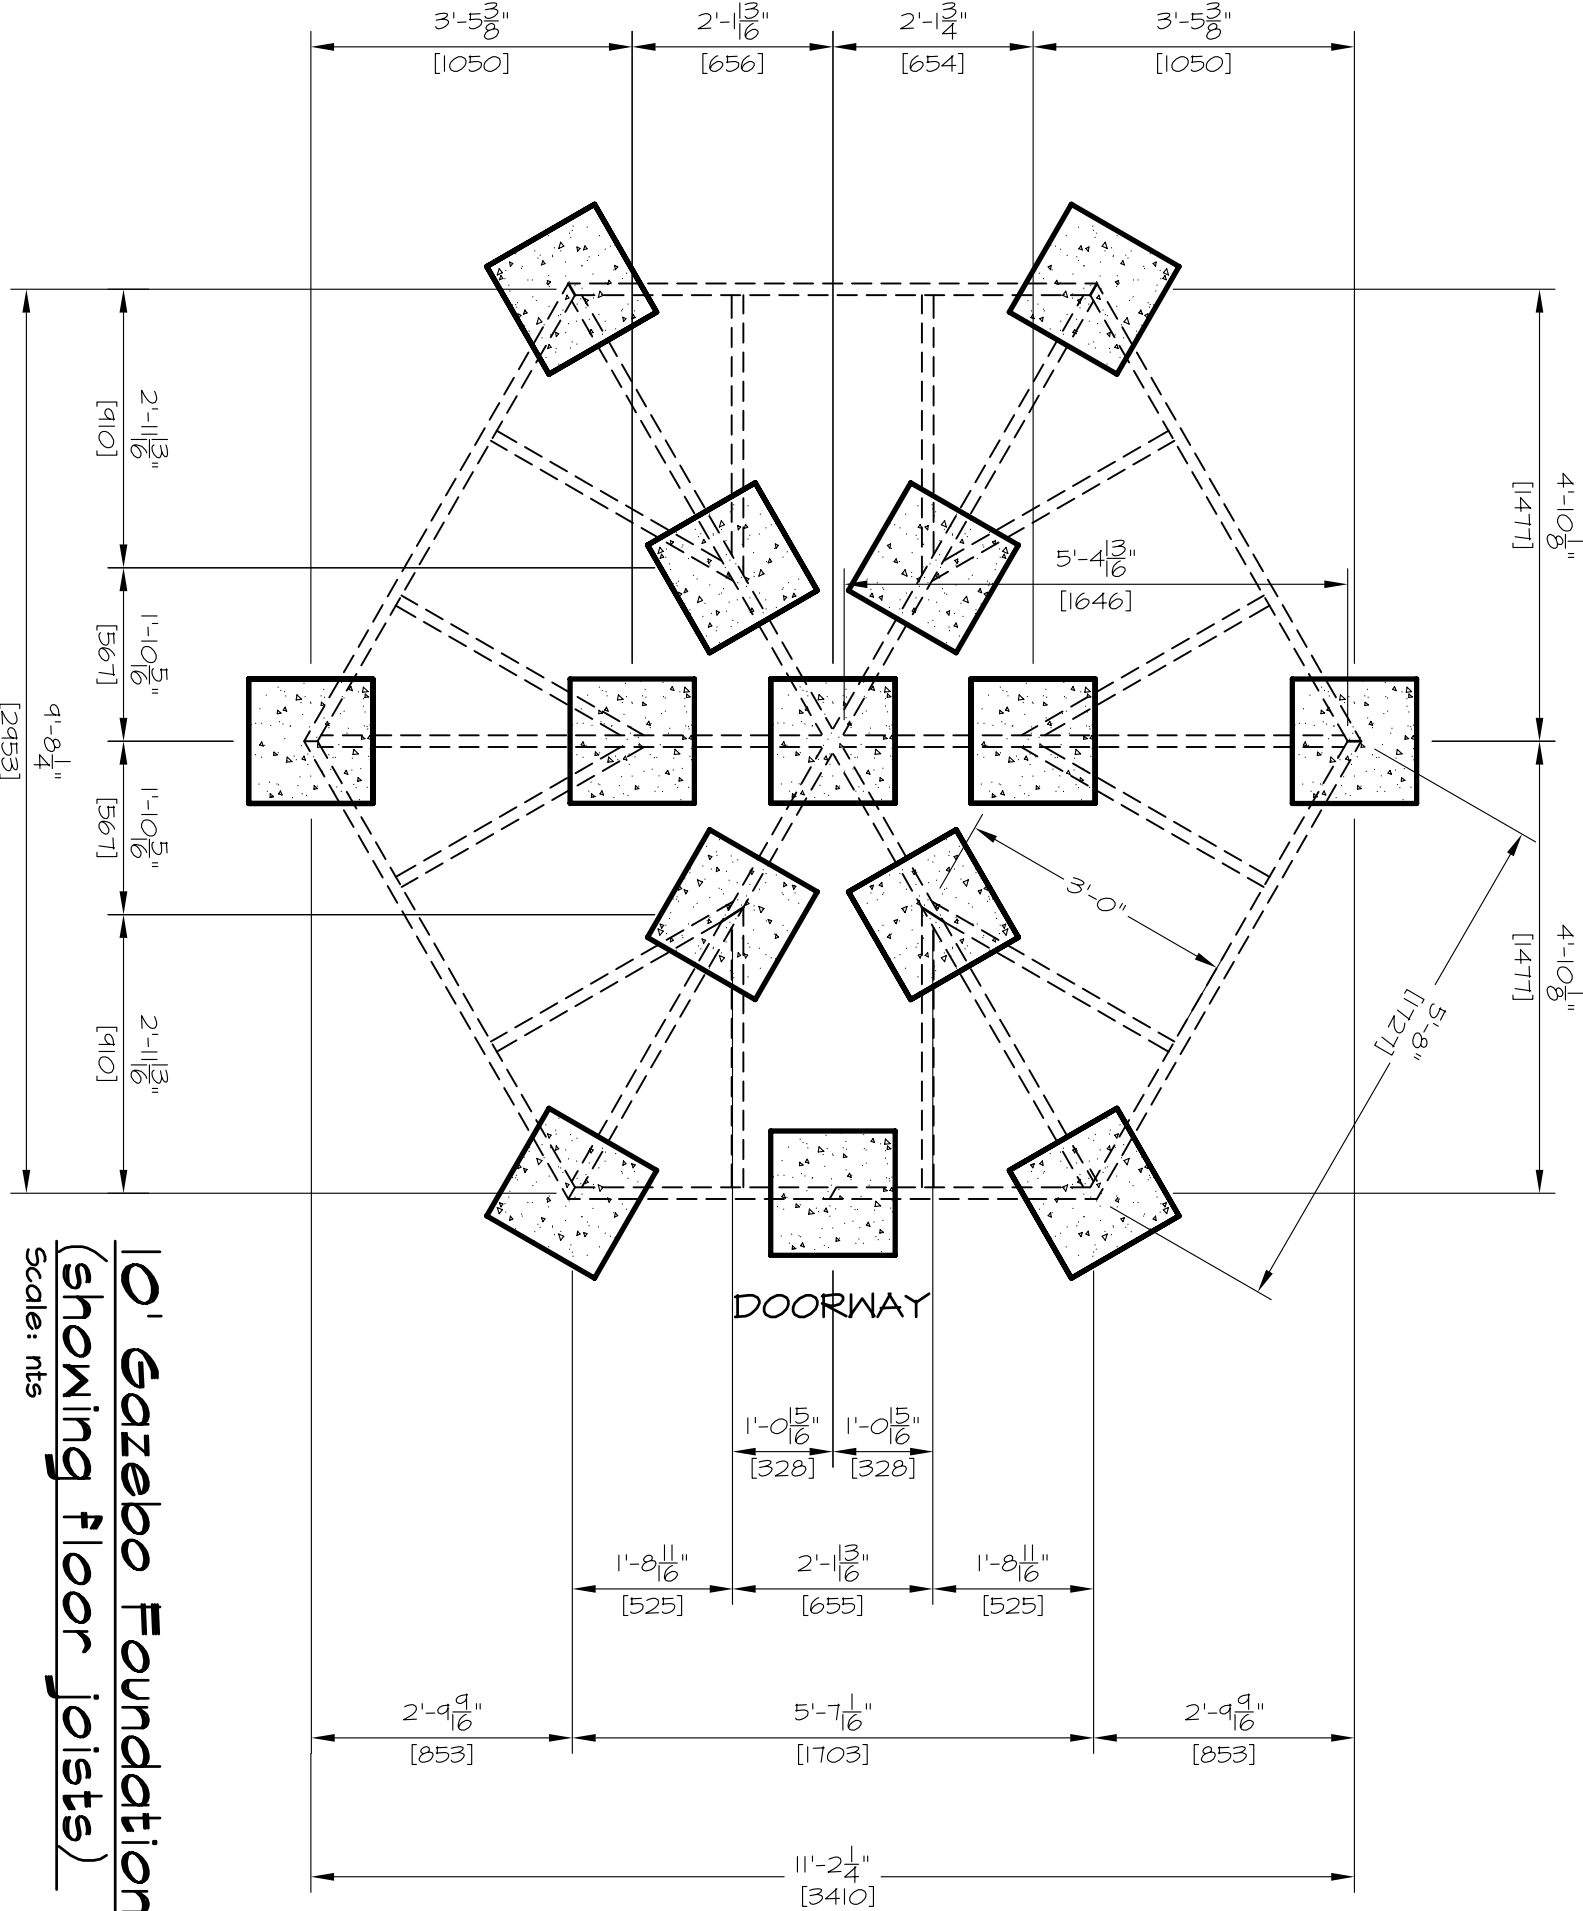 3'-5 3/8" 2'-1 13/16" 2'-1 3/4" 3'-5 3/8"
[1050] [656] [654] [1050]
4'-10 1/8"
[1477]
2'-11 13/16"
[910]
5'-4 13/16"
[1646]
1'-10 5/16"
[567]
9'-8 1/4"
[2953]
1'-10 5/16"
[567]
3'-0"
4'-10 1/8"
[1477]
5'-8"
[1727]
2'-11 13/16"
[910]
DOORWAY
1'-0 15/16" 1'-0 15/16"
[328] [328]
1'-8 11/16" 2'-1 13/16" 1'-8 11/16"
[525] [655] [525]
2'-9 9/16" 5'-7 1/16" 2'-9 9/16"
[853] [1703] [853]
11'-2 1/4"
[3410]
10' Gazebo Foundation
(showing floor joists)
Scale: nts